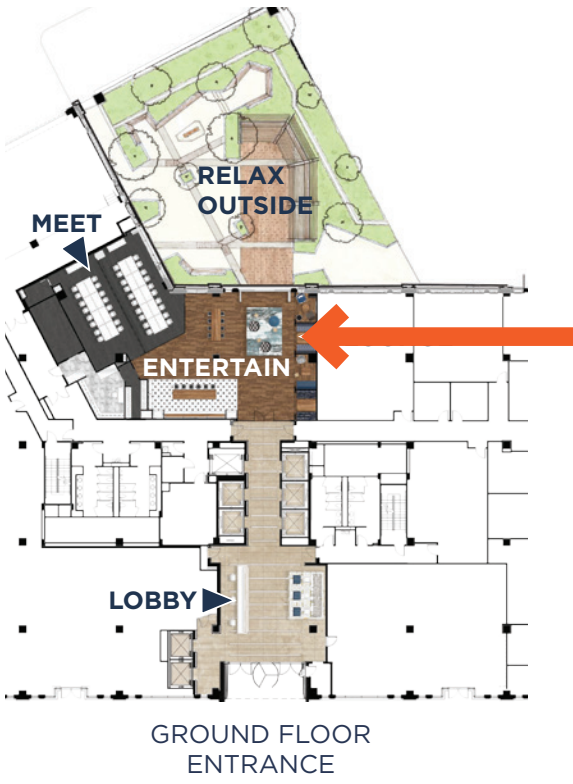 RELAX
OUTSIDE
MEET
ENTERTAIN
LOBBY
GROUND FLOOR
ENTRANCE